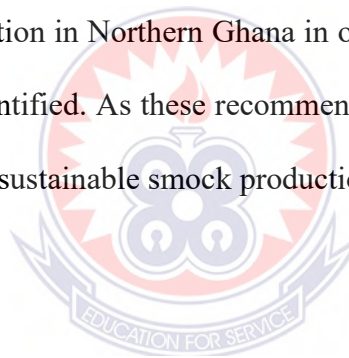 tion in Northern Ghana in o
ntified. As these recommen
sustainable smock productio
EDUCATION FOR SERVICE